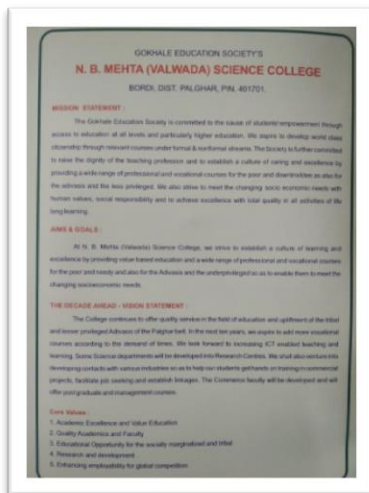 GOKHALE EDUCATION SOCIETY'S
N. B. MEHTA (VALWADA) SCIENCE COLLEGE
BORDI, DIST. PALGHAR, PIN, 401701.
MISSION STATEMENT :
The Gokhale Education Society is committed to the cause of students' empowerment through
access to education at all levels and particularly higher education. We aspire to develop world class
citizenship through relevant courses under formal & nonformal streams. The Society is further committed
to raise the dignity of the teaching profession and to establish a culture of caring and excellence by
providing a wide range of professional and vocational courses for the poor and downtrodden as also for
the adivasis and the less privileged. We also strive to meet the changing socio economic needs with
human values, social responsibility and to achieve excellence with total quality in all activities of life
long learning.
AIMS & GOALS :
At N. B. Mehta (Valwada) Science College, we strive to establish a culture of learning and
excellence by providing value based education and a wide range of professional and vocational courses
for the poor and needy and also for the Adivasis and the underprivileged so as to enable them to meet the
changing socioeconomic needs.
THE DECADE AHEAD - VISION STATEMENT :
The College continues to offer quality service in the field of education and upliftment of the tribal
and lesser privileged Adivasis of the Palghar belt. In the next ten years, we aspire to add more vocational
courses according to the demand of times. We look forward to increasing ICT enabled teaching and
learning. Some Science departments will be developed into Research Centres. We shall also venture into
developing contacts with various industries so as to help our students get hands on training in commercial
projects, facilitate job seeking and establish linkages. The Commerce faculty will be developed and will
offer post graduate and management courses.
Core Values :
1. Academic Excellence and Value Education
2. Quality Academics and Faculty
3. Educational Opportunity for the socially marginalized and tribal
4. Research and development
5. Enhancing employability for global competition